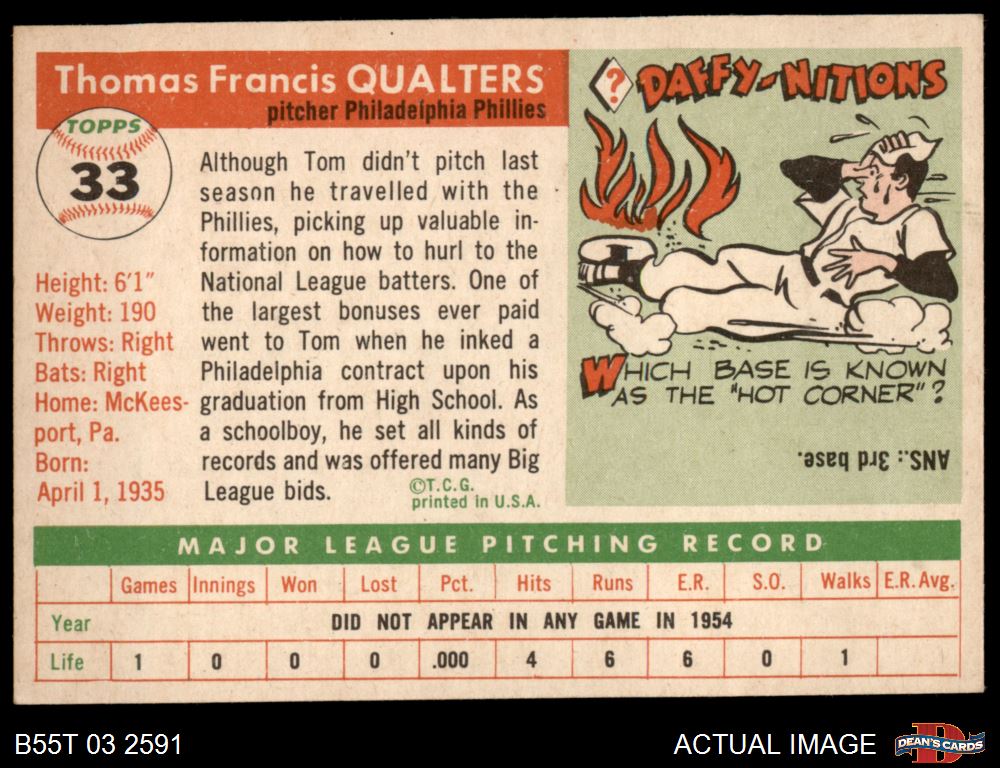 Thomas Francis QUALTERS
pitcher Philadelphia Phillies
TOPPS
33
Height: 6'1"
Weight: 190
Throws: Right
Bats: Right
Home: McKees-
port, Pa.
Born:
April 1, 1935
Although Tom didn't pitch last
season he travelled with the
Phillies, picking up valuable in-
formation on how to hurl to the
National League batters. One of
the largest bonuses ever paid
went to Tom when he inked a
Philadelphia contract upon his
graduation from High School. As
a schoolboy, he set all kinds of
records and was offered many Big
League bids.
©T.C.G.
printed in U.S.A.
? DAFFY-NITIONS
WHICH BASE IS KNOWN
AS THE "HOT CORNER"?
ANS.: 3rd base.
MAJOR LEAGUE PITCHING RECORD
Games Innings Won Lost Pct. Hits Runs E.R. S.O. Walks E.R. Avg.
Year DID NOT APPEAR IN ANY GAME IN 1954
Life 1 0 0 0 .000 4 6 6 0 1
B55T 03 2591
ACTUAL IMAGE
D
DEAN'S CARDS